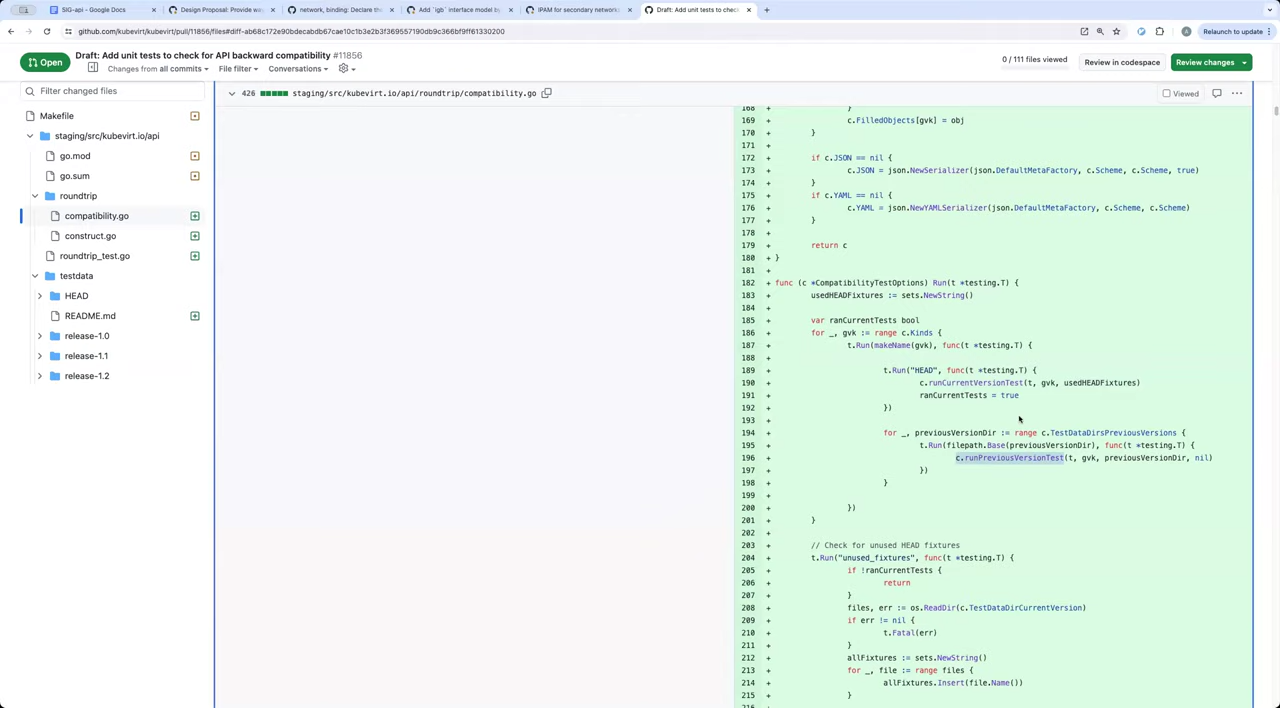 SIG-api - Google Docs
Design Proposal: Provide way
network, binding: Declare the
Add `igb` interface model by
IPAM for secondary network
Draft: Add unit tests to check
github.com/kubevirt/kubevirt/pull/11856/files#diff-ab68c172e90bdecabdb67cae10c1b3e2b3f369557190db9c366bf9ff61330200
Relaunch to update
Open
Draft: Add unit tests to check for API backward compatibility #11856
Changes from all commits
File filter
Conversations
0 / 111 files viewed
Review in codespace
Review changes
Filter changed files
Makefile
staging/src/kubevirt.io/api
go.mod
go.sum
roundtrip
compatibility.go
construct.go
roundtrip_test.go
testdata
HEAD
README.md
release-1.0
release-1.1
release-1.2
426 staging/src/kubevirt.io/api/roundtrip/compatibility.go
Viewed
168 + }
169 + c.FilledObjects[gvk] = obj
170 + }
171 +
172 + if c.JSON == nil {
173 + c.JSON = json.NewSerializer(json.DefaultMetaFactory, c.Scheme, c.Scheme, true)
174 + }
175 + if c.YAML == nil {
176 + c.YAML = json.NewYAMLSerializer(json.DefaultMetaFactory, c.Scheme, c.Scheme)
177 + }
178 +
179 + return c
180 + }
181 +
182 + func (c *CompatibilityTestOptions) Run(t *testing.T) {
183 + usedHEADFixtures := sets.NewString()
184 +
185 + var ranCurrentTests bool
186 + for _, gvk := range c.Kinds {
187 + t.Run(makeName(gvk), func(t *testing.T) {
188 +
189 + t.Run("HEAD", func(t *testing.T) {
190 + c.runCurrentVersionTest(t, gvk, usedHEADFixtures)
191 + ranCurrentTests = true
192 + })
193 +
194 + for _, previousVersionDir := range c.TestDataDirsPreviousVersions {
195 + t.Run(filepath.Base(previousVersionDir), func(t *testing.T) {
196 + c.runPreviousVersionTest(t, gvk, previousVersionDir, nil)
197 + })
198 + }
199 +
200 + })
201 + }
202 +
203 + // Check for unused HEAD fixtures
204 + t.Run("unused_fixtures", func(t *testing.T) {
205 + if !ranCurrentTests {
206 + return
207 + }
208 + files, err := os.ReadDir(c.TestDataDirCurrentVersion)
209 + if err != nil {
210 + t.Fatal(err)
211 + }
212 + allFixtures := sets.NewString()
213 + for _, file := range files {
214 + allFixtures.Insert(file.Name())
215 + }